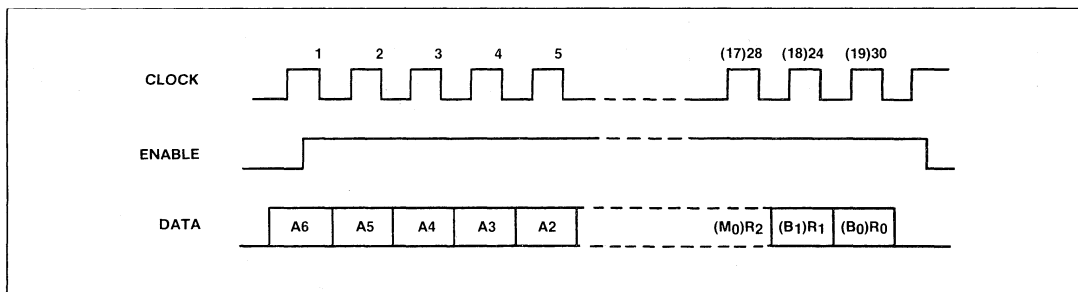 1 2 3 4 5 (17)28 (18)24 (19)30
CLOCK
ENABLE
DATA A6 A5 A4 A3 A2 (M0)R2 (B1)R1 (B0)R0